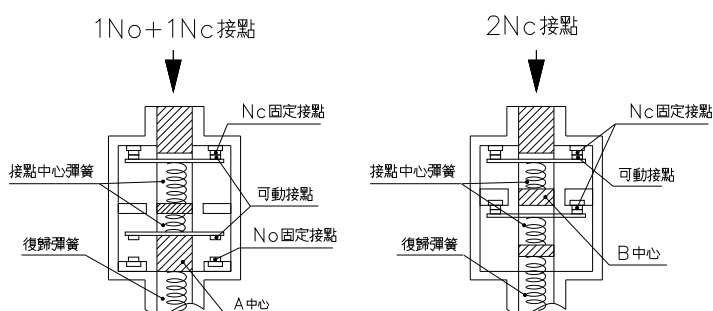 1No+1Nc接點
Nc固定接點
接點中心彈簧
可動接點
No固定接點
復歸彈簧
A中心
2Nc接點
Nc固定接點
接點中心彈簧
可動接點
復歸彈簧
B中心